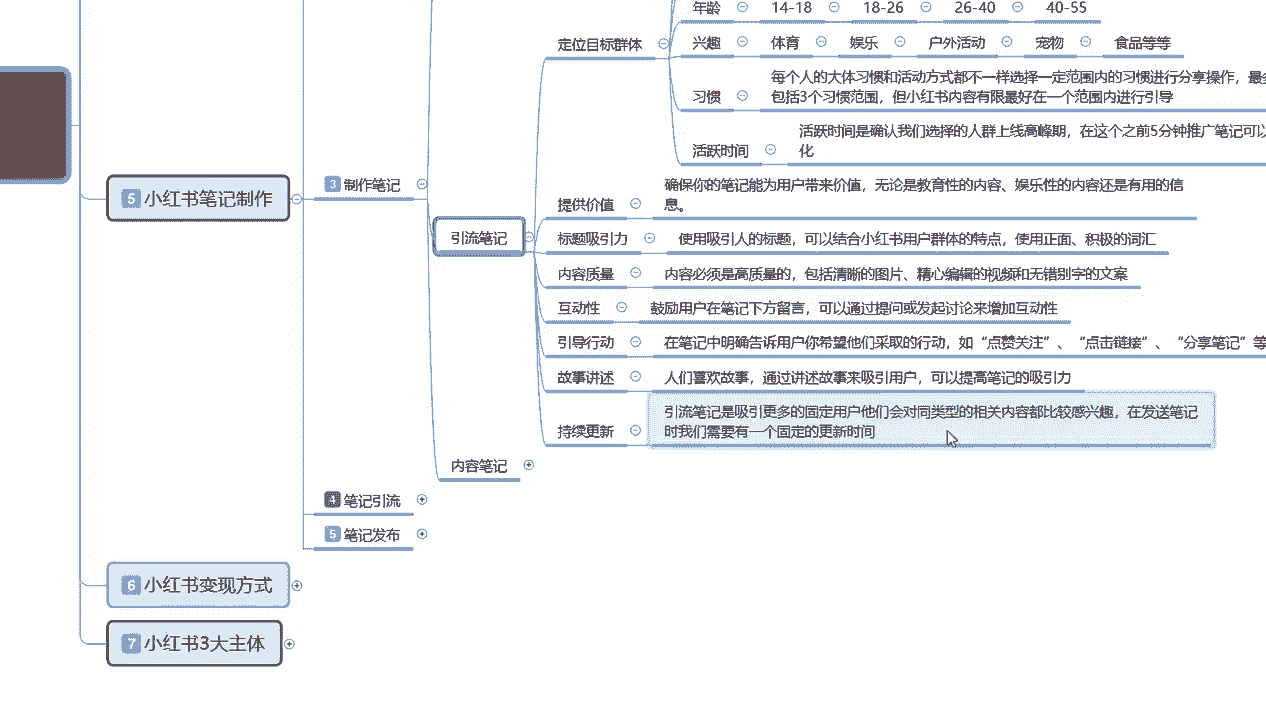 年龄 14-18 18-26 26-40 40-55
定位目标群体
兴趣 体育 娱乐 户外活动 宠物 食品等等
每个人的大体习惯和活动方式都不一样选择一定范围内的习惯进行分享操作，最
习惯
包括3个习惯范围，但小红书内容有限最好在一个范围内进行引导
活跃时间是确认我们选择的人群上线高峰期，在这个之前5分钟推广笔记可以
活跃时间
化
5 小红书笔记制作
3 制作笔记
引流笔记
确保你的笔记能为用户带来价值，无论是教育性的内容、娱乐性的内容还是有用的信
提供价值
息。
标题吸引力 使用吸引人的标题，可以结合小红书用户群体的特点，使用正面、积极的词汇
内容质量 内容必须是高质量的，包括清晰的图片、精心编辑的视频和无错别字的文案
互动性 鼓励用户在笔记下方留言，可以通过提问或发起讨论来增加互动性
引导行动 在笔记中明确告诉用户你希望他们采取的行动，如“点赞关注”、“点击链接”、“分享笔记”等
故事讲述 人们喜欢故事，通过讲述故事来吸引用户，可以提高笔记的吸引力
引流笔记是吸引更多的固定用户他们会对同类型的相关内容都比较感兴趣，在发送笔记
持续更新
时我们需要有一个固定的更新时间
内容笔记
4 笔记引流
5 笔记发布
6 小红书变现方式
7 小红书3大主体